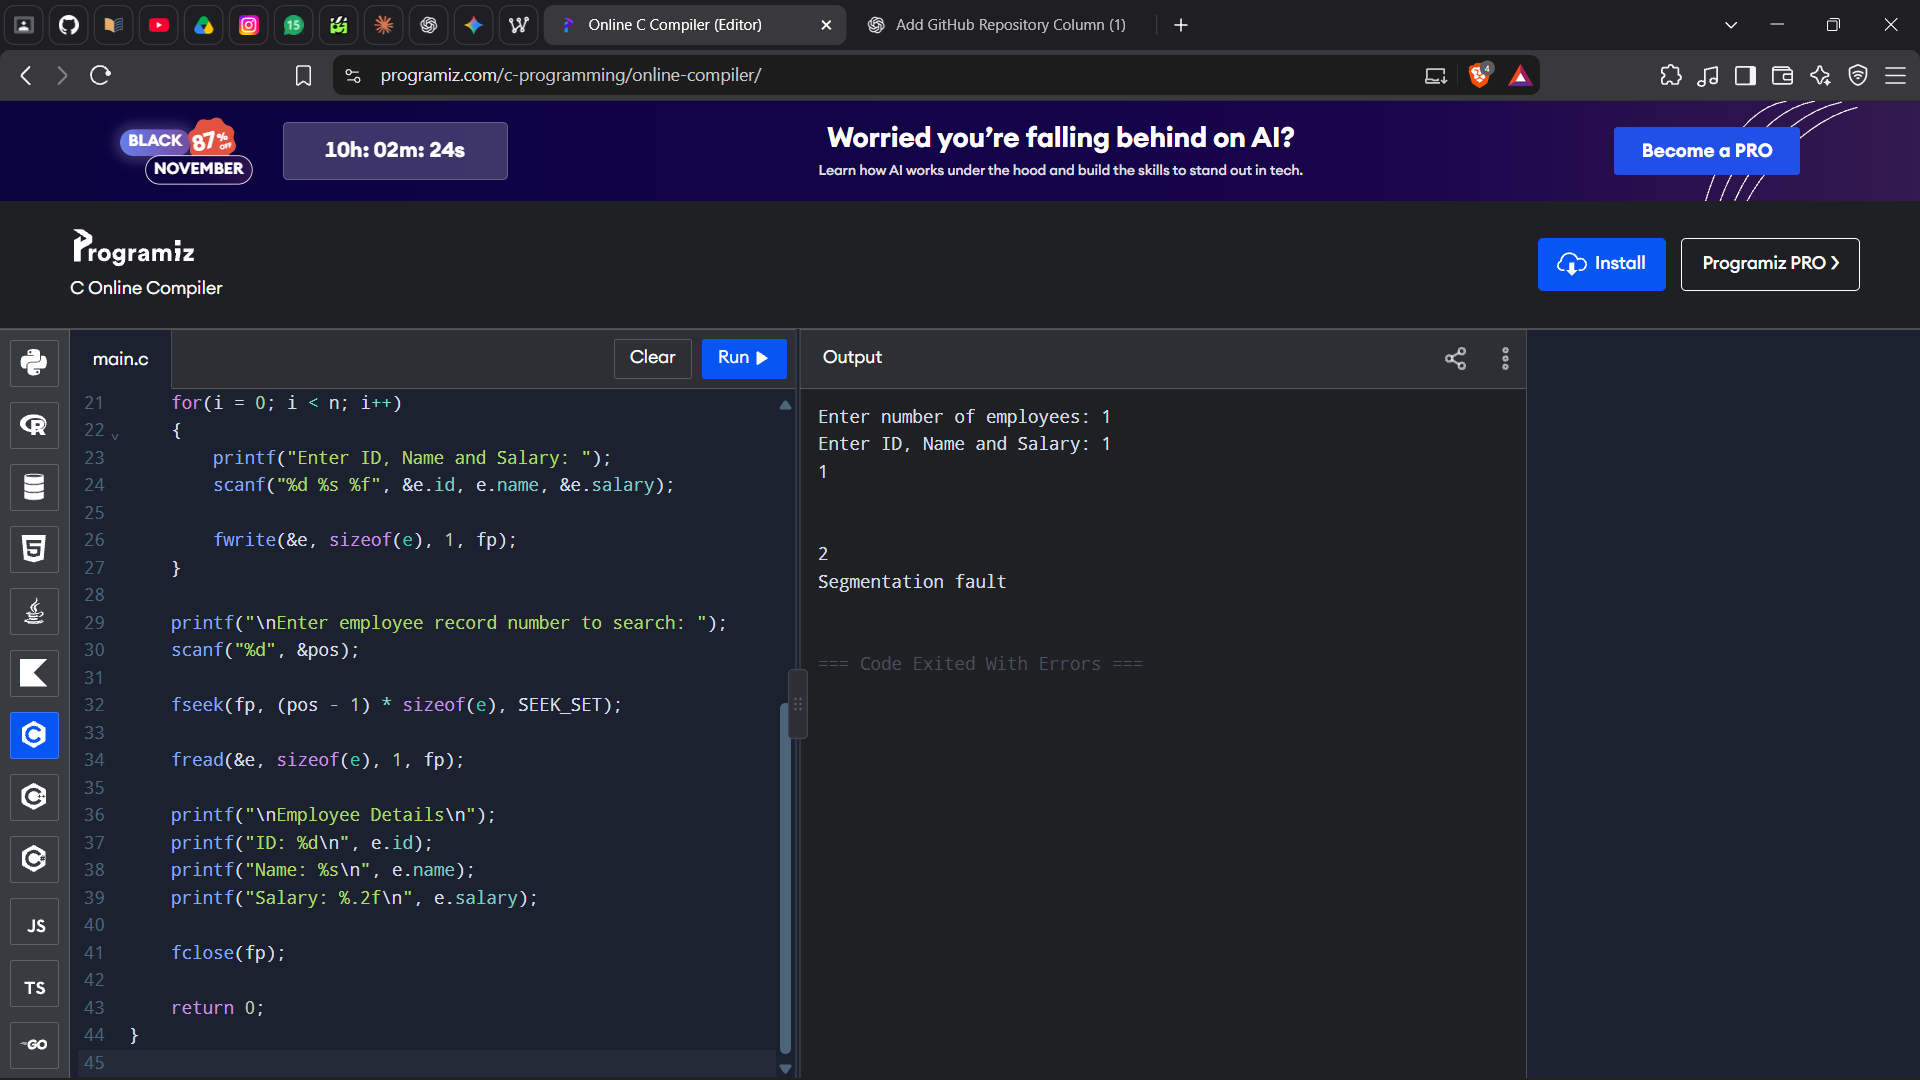 15
Online C Compiler (Editor)
Add GitHub Repository Column (1)
programiz.com/c-programming/online-compiler/
4
BLACK
87% OFF
NOVEMBER
10h: 02m: 24s
Worried you're falling behind on AI?
Learn how AI works under the hood and build the skills to stand out in tech.
Become a PRO
Programiz
C Online Compiler
Install
Programiz PRO
main.c
Clear
Run
Output
21 for(i = 0; i < n; i++)
22 {
23 printf("Enter ID, Name and Salary: ");
24 scanf("%d %s %f", &e.id, e.name, &e.salary);
25
26 fwrite(&e, sizeof(e), 1, fp);
27 }
28
29 printf("\nEnter employee record number to search: ");
30 scanf("%d", &pos);
31
32 fseek(fp, (pos - 1) * sizeof(e), SEEK_SET);
33
34 fread(&e, sizeof(e), 1, fp);
35
36 printf("\nEmployee Details\n");
37 printf("ID: %d\n", e.id);
38 printf("Name: %s\n", e.name);
39 printf("Salary: %.2f\n", e.salary);
40
41 fclose(fp);
42
43 return 0;
44 }
45
Enter number of employees: 1
Enter ID, Name and Salary: 1
1
2
Segmentation fault
=== Code Exited With Errors ===
R
5
JS
TS
GO